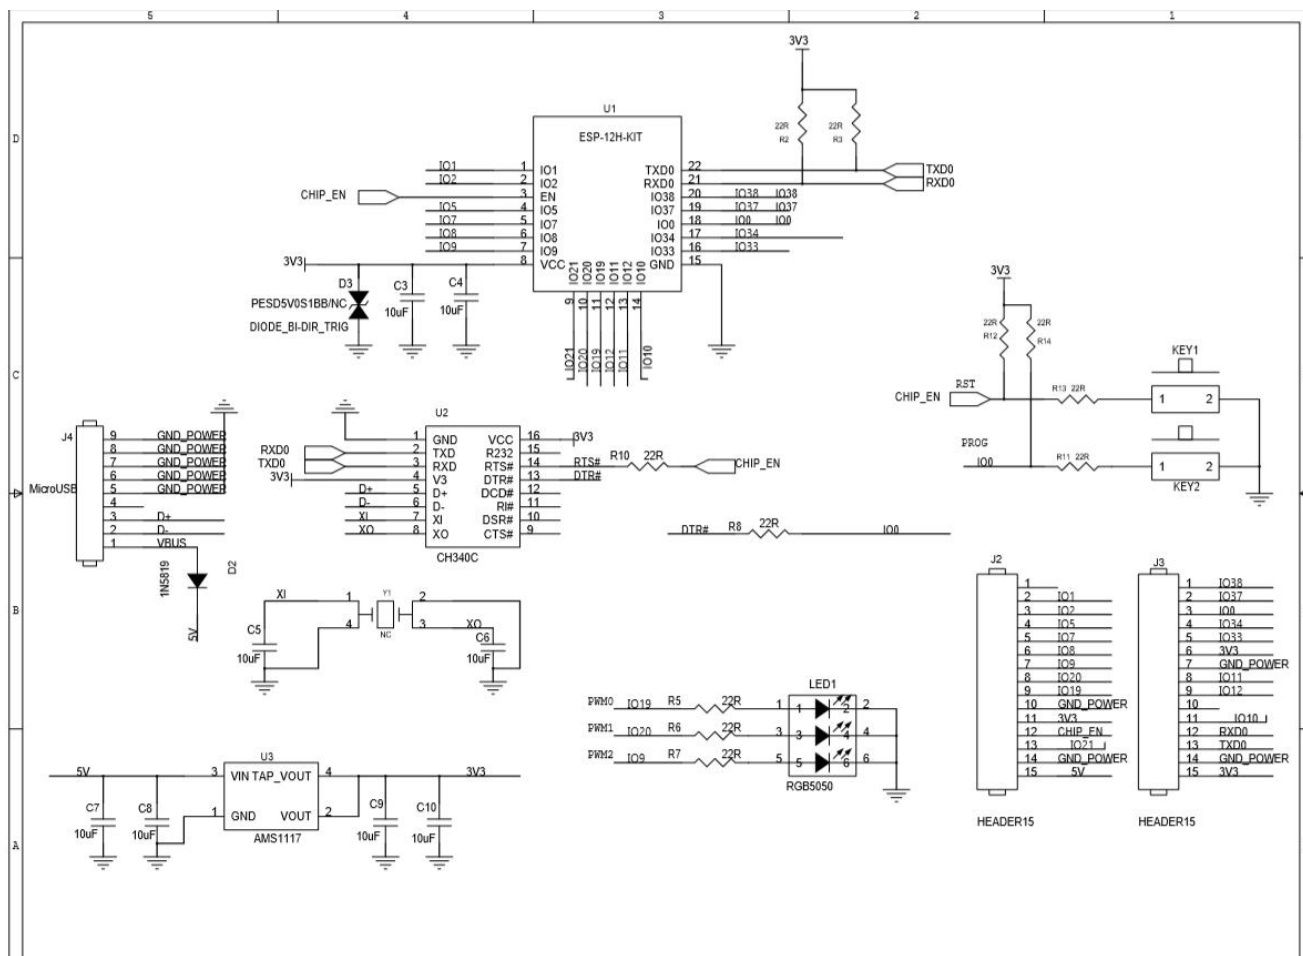 5 4 3 2 1
D
C
B
A
3V3
22R
R2
22R
R3
U1
ESP-12H-KIT
IO1 1 IO1
IO2 2 IO2
CHIP_EN 3 EN
IO5 4 IO5
IO7 5 IO7
IO8 6 IO8
IO9 7 IO9
3V3 8 VCC
TXD0 22 TXD0
RXD0 21 RXD0
IO38 20 IO38 IO38
IO37 19 IO37 IO37
IO0 18 IO0 IO0
IO34 17 IO34
IO33 16 IO33
GND 15
IO21 IO20 IO19 IO11 IO12 IO10
9 10 11 12 13 14
IO21 IO20 IO19 IO12 IO11 IO10
D3
PESD5V0S1BB/NC
DIODE_BI-DIR_TRIG
C3
10uF
C4
10uF
3V3
22R
R12
22R
R14
RST
CHIP_EN
R13 22R
KEY1
1 2
PROG
IO0
R11 22R
1 2
KEY2
J4
MicroUSB
9 GND_POWER
8 GND_POWER
7 GND_POWER
6 GND_POWER
5 GND_POWER
4
3 D+
2 D-
1 VBUS
1N5819
D2
5V
U2
1 GND
RXD0 2 TXD
TXD0 3 RXD
3V3 4 V3
D+ 5 D+
D- 6 D-
XI 7 XI
XO 8 XO
VCC 16 3V3
R232 15
RTS# 14 RTS#
DTR# 13 DTR#
DCD# 12
RI# 11
DSR# 10
CTS# 9
CH340C
R10 22R
CHIP_EN
DTR# R8 22R IO0
XI 1 Y1 2
4 NC 3 XO
C5
10uF
C6
10uF
PWM0 IO19 R5 22R
PWM1 IO20 R6 22R
PWM2 IO9 R7 22R
LED1
1 1 2 2
3 3 4 4
5 5 6 6
RGB5050
U3
5V 3 VIN TAP_VOUT 4 3V3
1 GND VOUT 2
AMS1117
C7
10uF
C8
10uF
C9
10uF
C10
10uF
J2
1
2 IO1
3 IO2
4 IO5
5 IO7
6 IO8
7 IO9
8 IO20
9 IO19
10 GND_POWER
11 3V3
12 CHIP_EN
13 IO21
14 GND_POWER
15 5V
HEADER15
J3
1 IO38
2 IO37
3 IO0
4 IO34
5 IO33
6 3V3
7 GND_POWER
8 IO11
9 IO12
10
11 IO10
12 RXD0
13 TXD0
14 GND_POWER
15 3V3
HEADER15